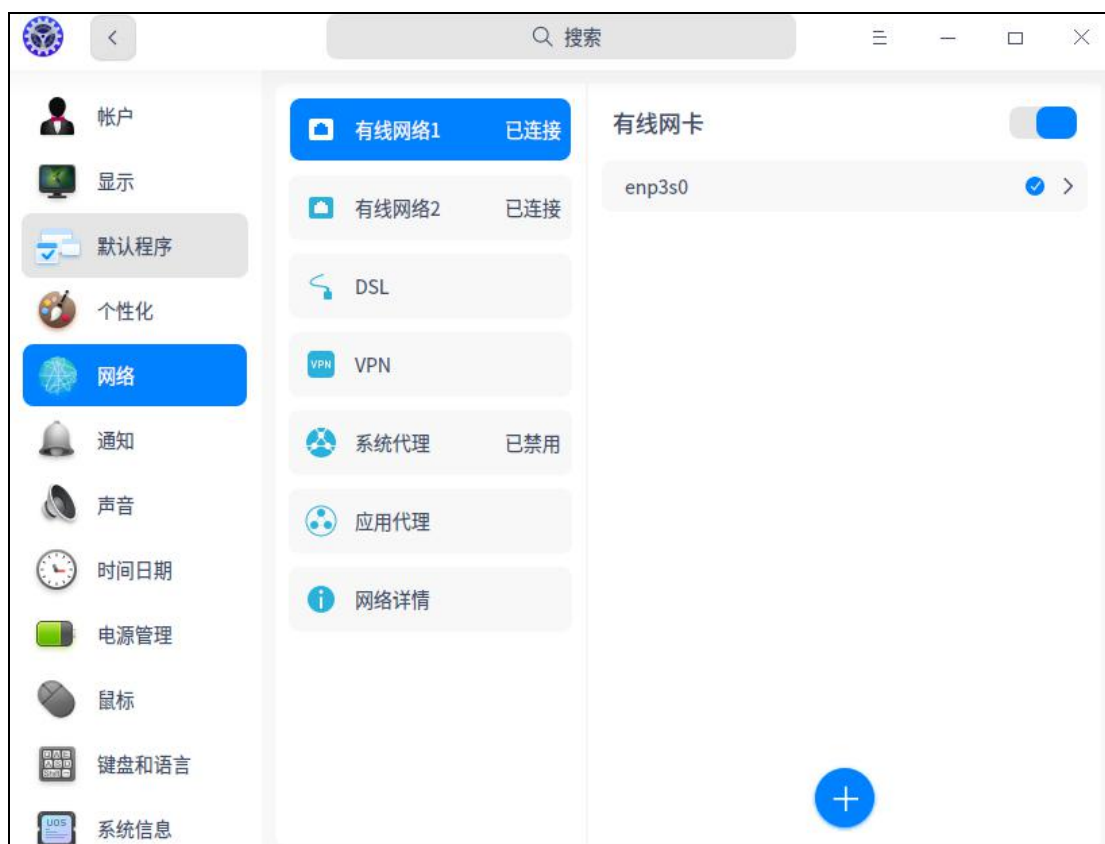 搜索
帐户
显示
默认程序
个性化
网络
通知
声音
时间日期
电源管理
鼠标
键盘和语言
UOS
系统信息
有线网络1 已连接
有线网络2 已连接
DSL
VPN VPN
系统代理 已禁用
应用代理
网络详情
有线网卡
enp3s0